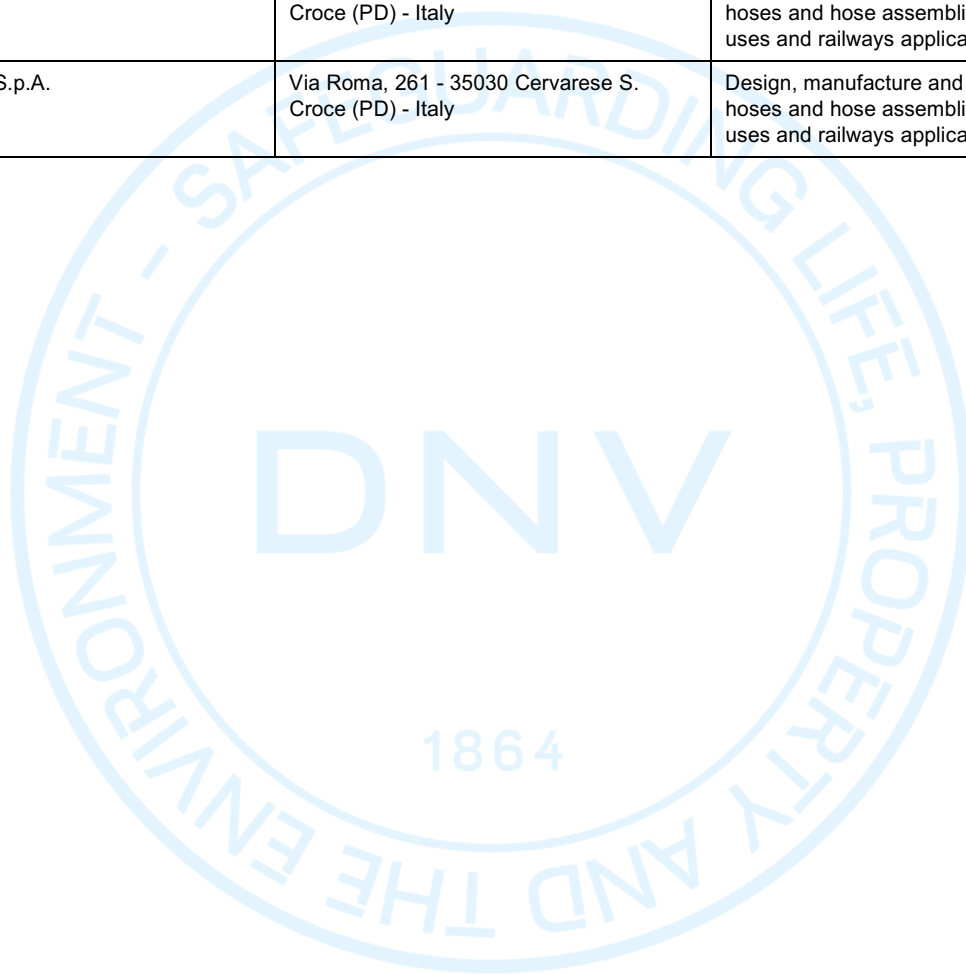 Croce (PD) - Italy
hoses and hose assembli
uses and railways applica
S.p.A.
Via Roma, 261 - 35030 Cervarese S.
Croce (PD) - Italy
Design, manufacture and
hoses and hose assembli
uses and railways applica
SAFEGUARDING LIFE, PROPERTY AND THE ENVIRONMENT -
DNV
1864